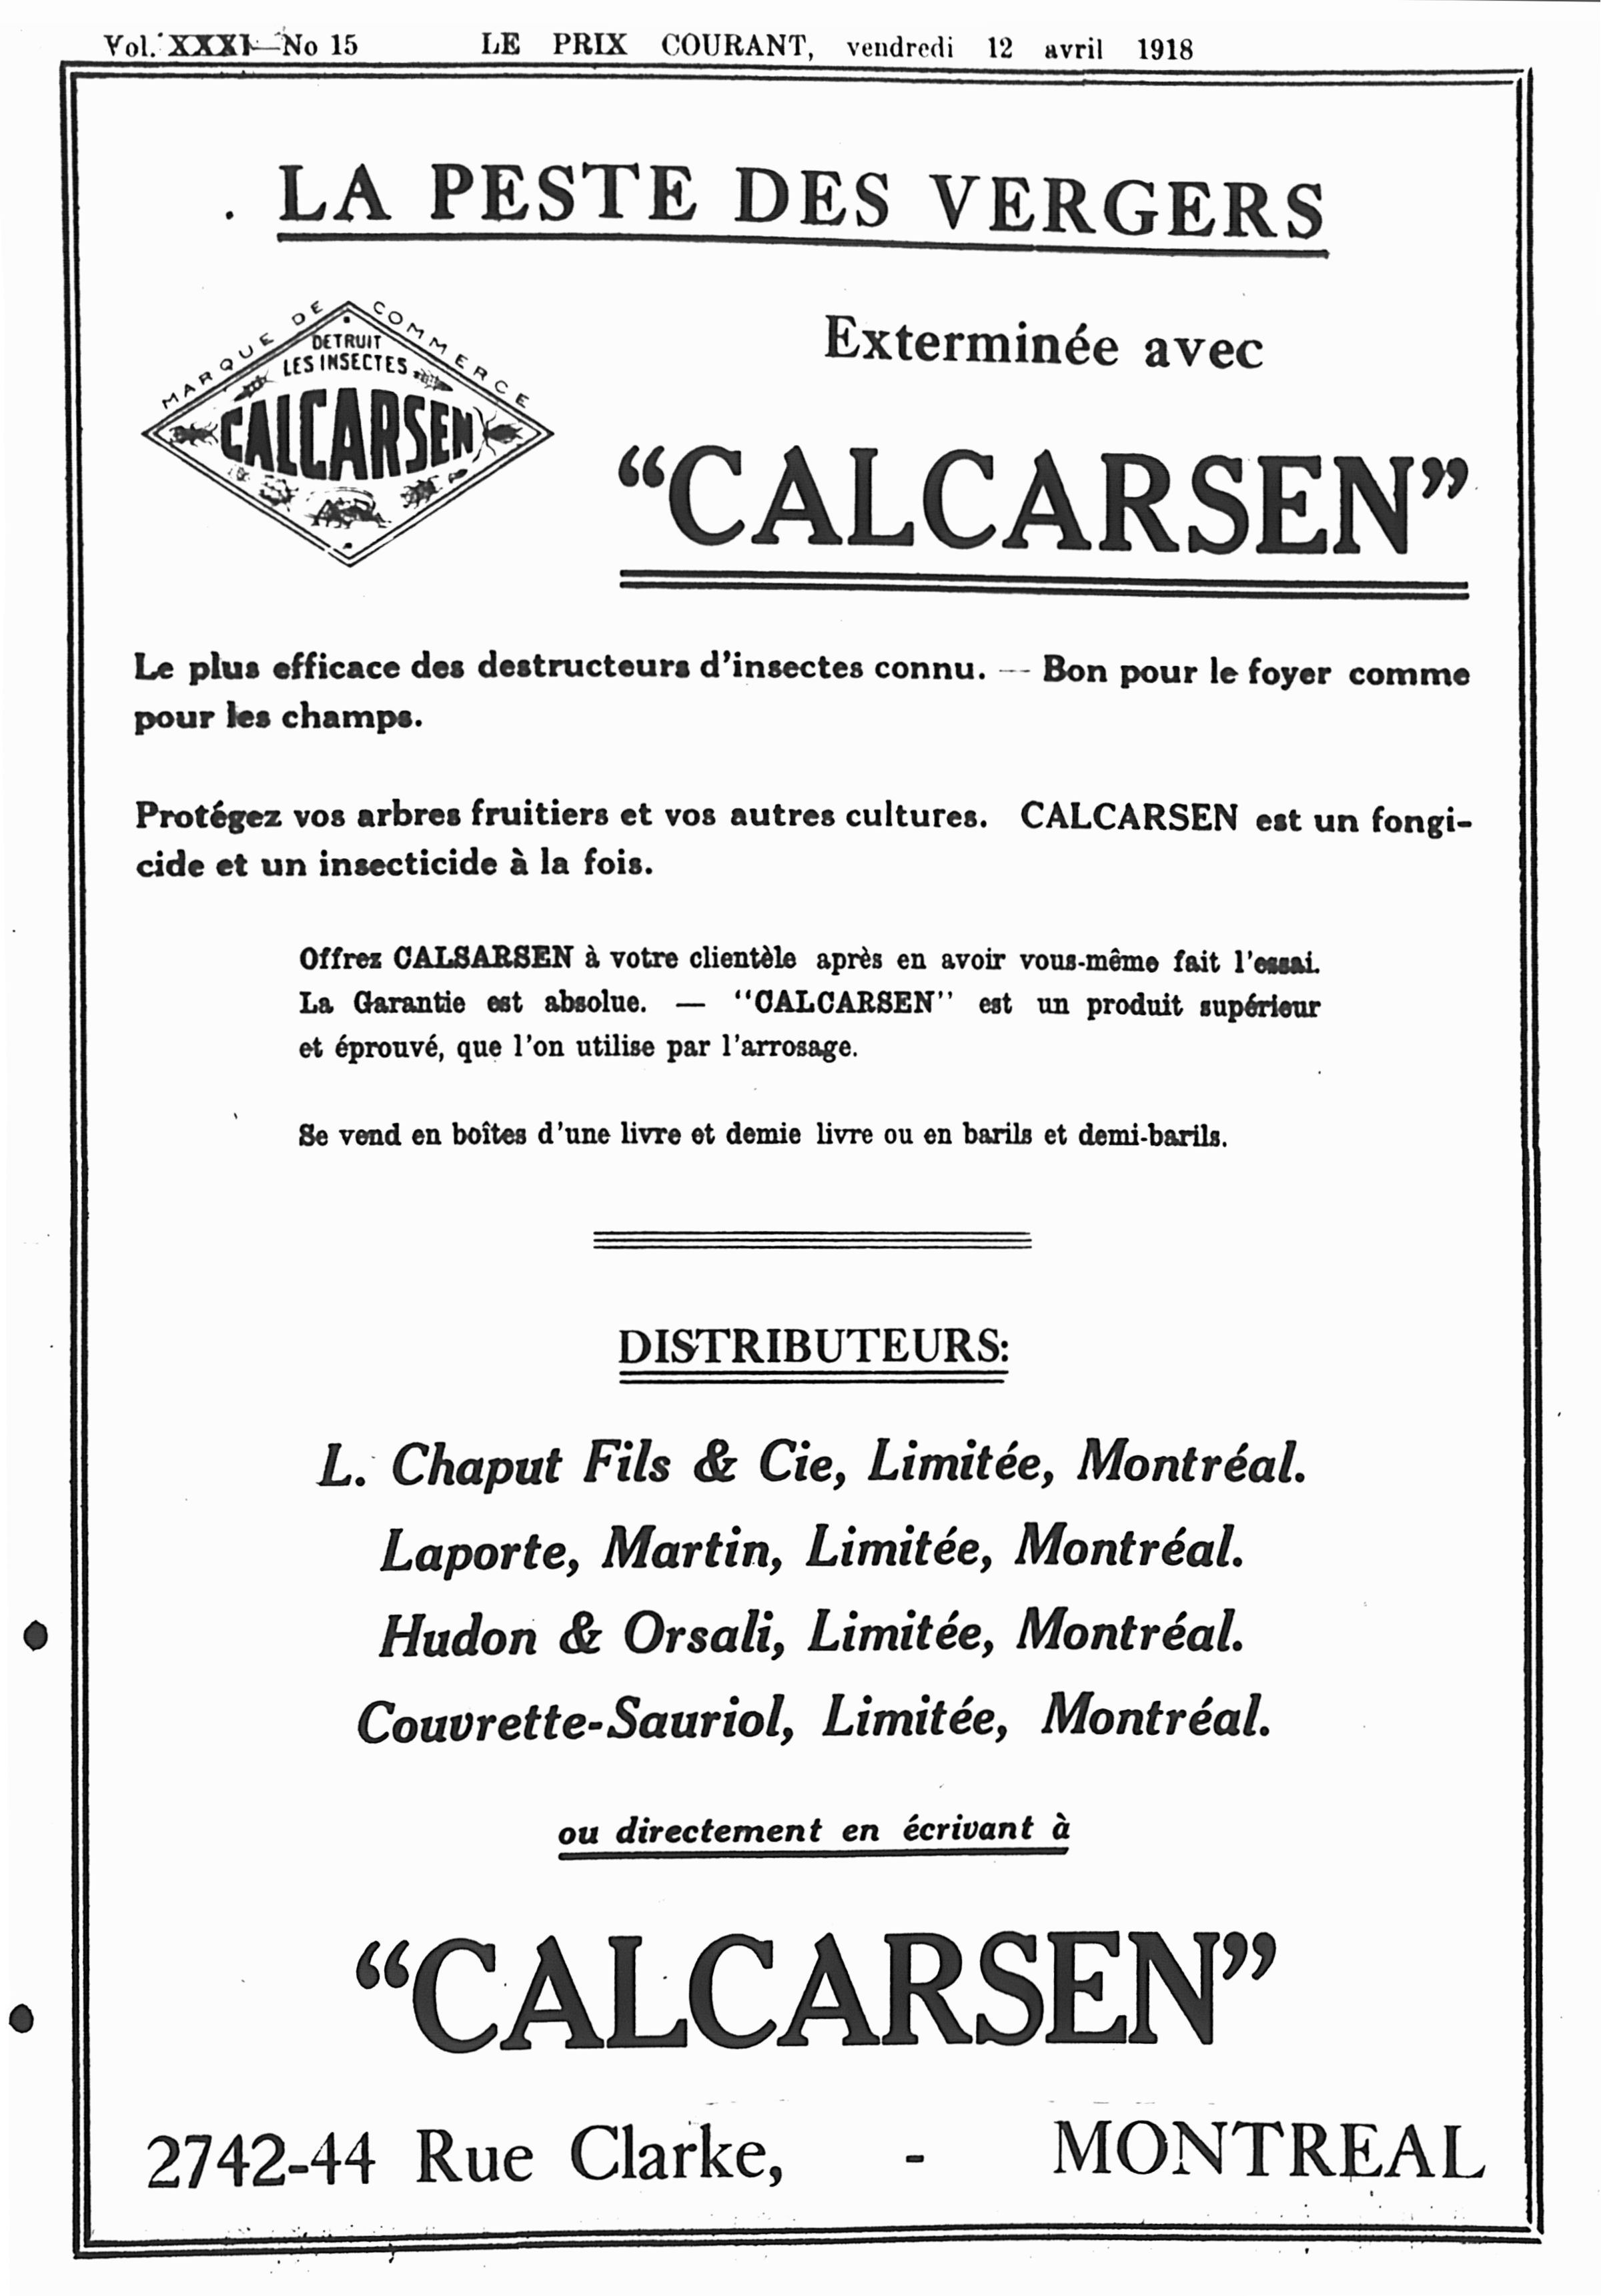 Vol. XXXI—No 15 LE PRIX COURANT, vendredi 12 avril 1918
LA PESTE DES VERGERS
MARQUE DE COMMERCE
DETRUIT
LES INSECTES
CALCARSEN
Exterminée avec
“CALCARSEN”
Le plus efficace des destructeurs d'insectes connu. — Bon pour le foyer comme
pour les champs.
Protégez vos arbres fruitiers et vos autres cultures. CALCARSEN est un fongi-
cide et un insecticide à la fois.
Offrez CALSARSEN à votre clientèle après en avoir vous-même fait l'essai.
La Garantie est absolue. — "CALCARSEN" est un produit supérieur
et éprouvé, que l'on utilise par l'arrosage.
Se vend en boîtes d'une livre et demie livre ou en barils et demi-barils.
DISTRIBUTEURS:
L. Chaput Fils & Cie, Limitée, Montréal.
Laporte, Martin, Limitée, Montréal.
Hudon & Orsali, Limitée, Montréal.
Couvrette-Sauriol, Limitée, Montréal.
ou directement en écrivant à
“CALCARSEN”
2742-44 Rue Clarke, - MONTREAL